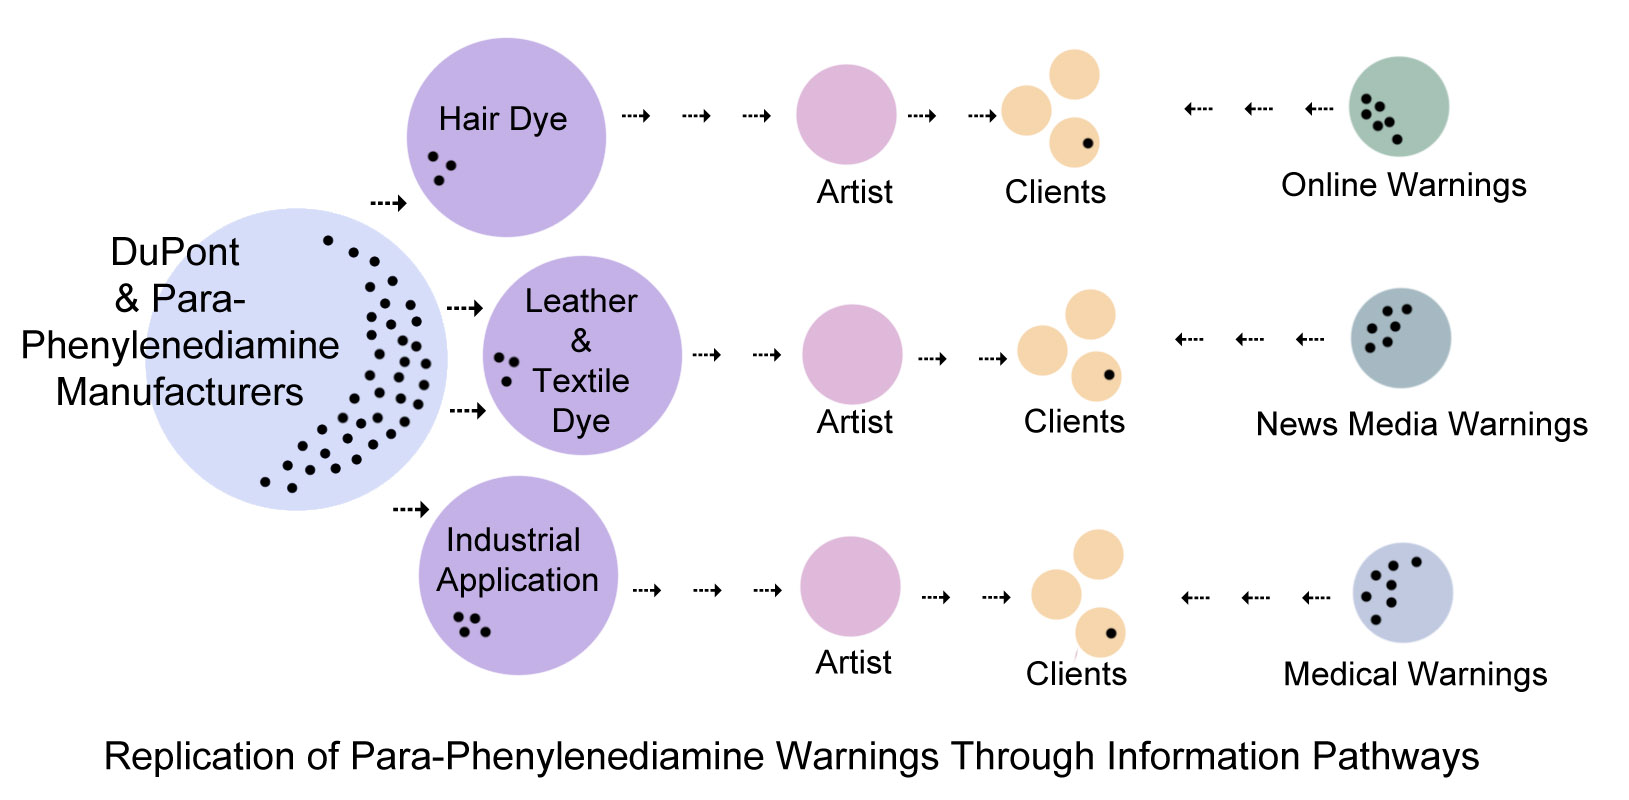 DuPont
& Para-
Phenylenediamine
Manufacturers
Hair Dye
Artist
Clients
Online Warnings
Leather
&
Textile
Dye
Artist
Clients
News Media Warnings
Industrial
Application
Artist
Clients
Medical Warnings
Replication of Para-Phenylenediamine Warnings Through Information Pathways